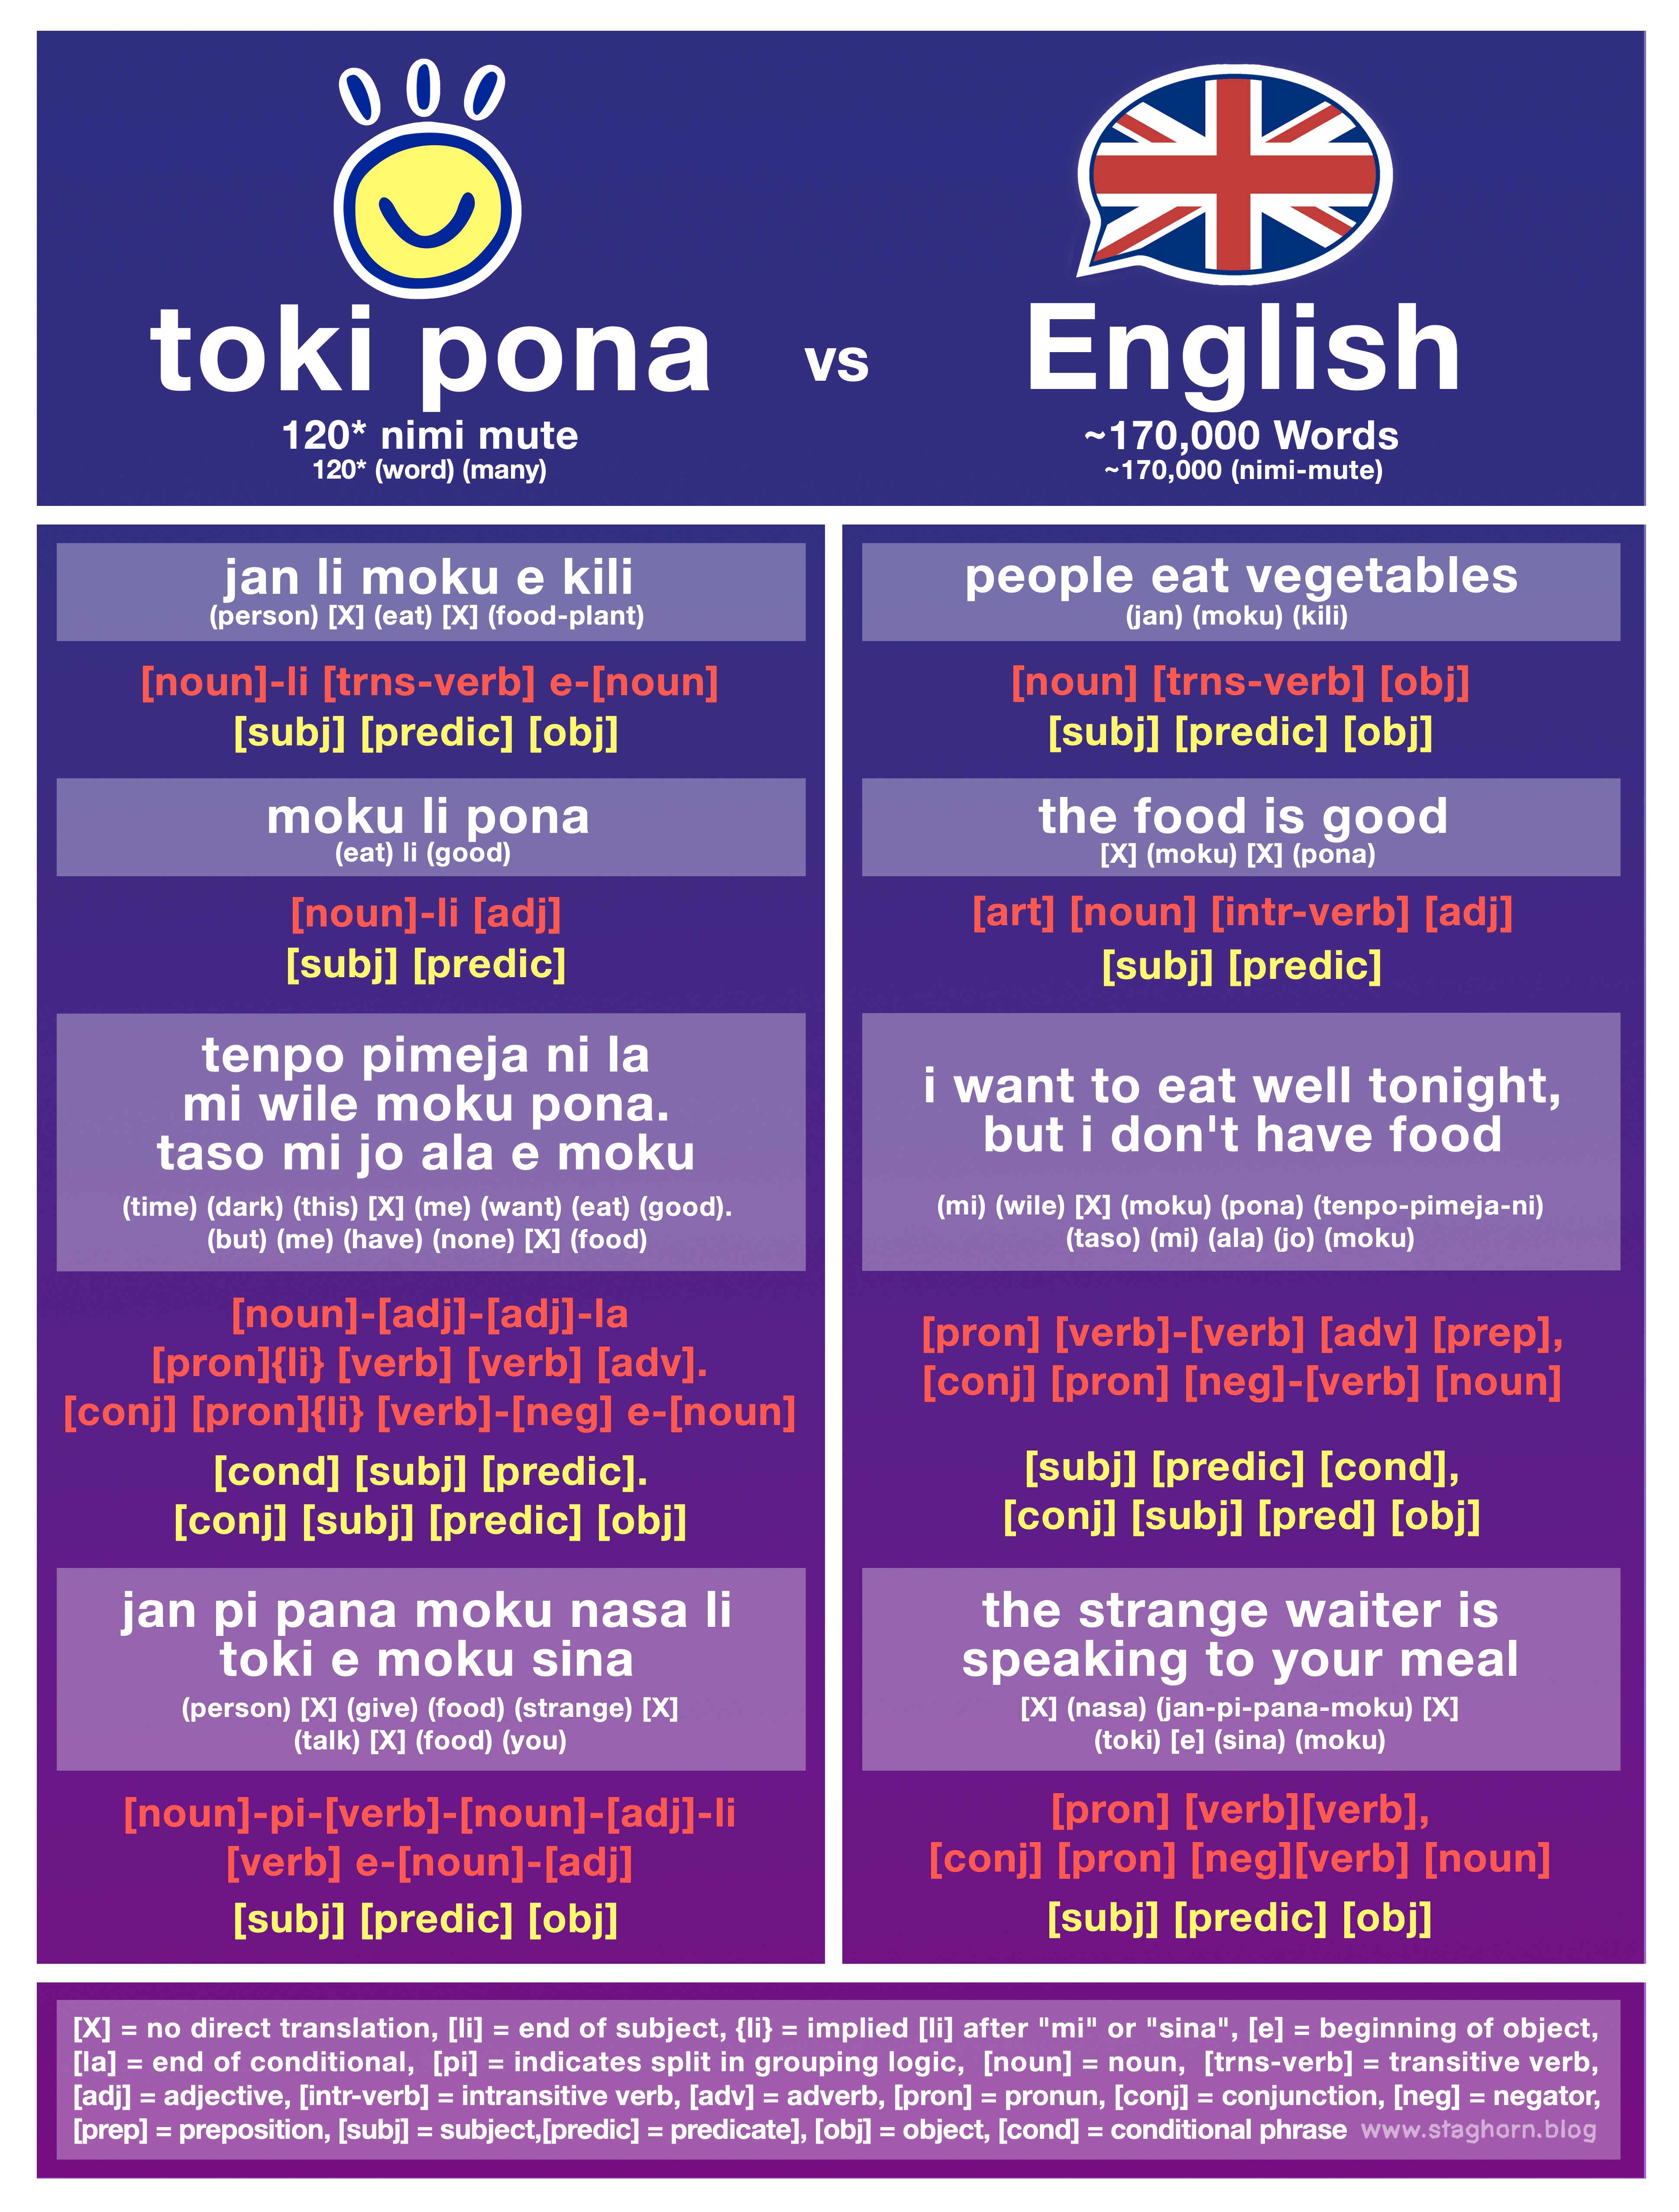 toki pona
vs
English
120* nimi mute
120* (word) (many)
~170,000 Words
~170,000 (nimi-mute)
jan li moku e kili
(person) [X] (eat) [X] (food-plant)
[noun]-li [trns-verb] e-[noun]
[subj] [predic] [obj]
moku li pona
(eat) li (good)
[noun]-li [adj]
[subj] [predic]
tenpo pimeja ni la
mi wile moku pona.
taso mi jo ala e moku
(time) (dark) (this) [X] (me) (want) (eat) (good).
(but) (me) (have) (none) [X] (food)
[noun]-[adj]-[adj]-la
[pron]{li} [verb] [verb] [adv].
[conj] [pron]{li} [verb]-[neg] e-[noun]
[cond] [subj] [predic].
[conj] [subj] [predic] [obj]
jan pi pana moku nasa li
toki e moku sina
(person) [X] (give) (food) (strange) [X]
(talk) [X] (food) (you)
[noun]-pi-[verb]-[noun]-[adj]-li
[verb] e-[noun]-[adj]
[subj] [predic] [obj]
people eat vegetables
(jan) (moku) (kili)
[noun] [trns-verb] [obj]
[subj] [predic] [obj]
the food is good
[X] (moku) [X] (pona)
[art] [noun] [intr-verb] [adj]
[subj] [predic]
i want to eat well tonight,
but i don't have food
(mi) (wile) [X] (moku) (pona) (tenpo-pimeja-ni)
(taso) (mi) (ala) (jo) (moku)
[pron] [verb]-[verb] [adv] [prep],
[conj] [pron] [neg]-[verb] [noun]
[subj] [predic] [cond],
[conj] [subj] [pred] [obj]
the strange waiter is
speaking to your meal
[X] (nasa) (jan-pi-pana-moku) [X]
(toki) [e] (sina) (moku)
[pron] [verb][verb],
[conj] [pron] [neg][verb] [noun]
[subj] [predic] [obj]
[X] = no direct translation, [li] = end of subject, {li} = implied [li] after "mi" or "sina", [e] = beginning of object,
[la] = end of conditional, [pi] = indicates split in grouping logic, [noun] = noun, [trns-verb] = transitive verb,
[adj] = adjective, [intr-verb] = intransitive verb, [adv] = adverb, [pron] = pronun, [conj] = conjunction, [neg] = negator,
[prep] = preposition, [subj] = subject,[predic] = predicate], [obj] = object, [cond] = conditional phrase www.staghorn.blog